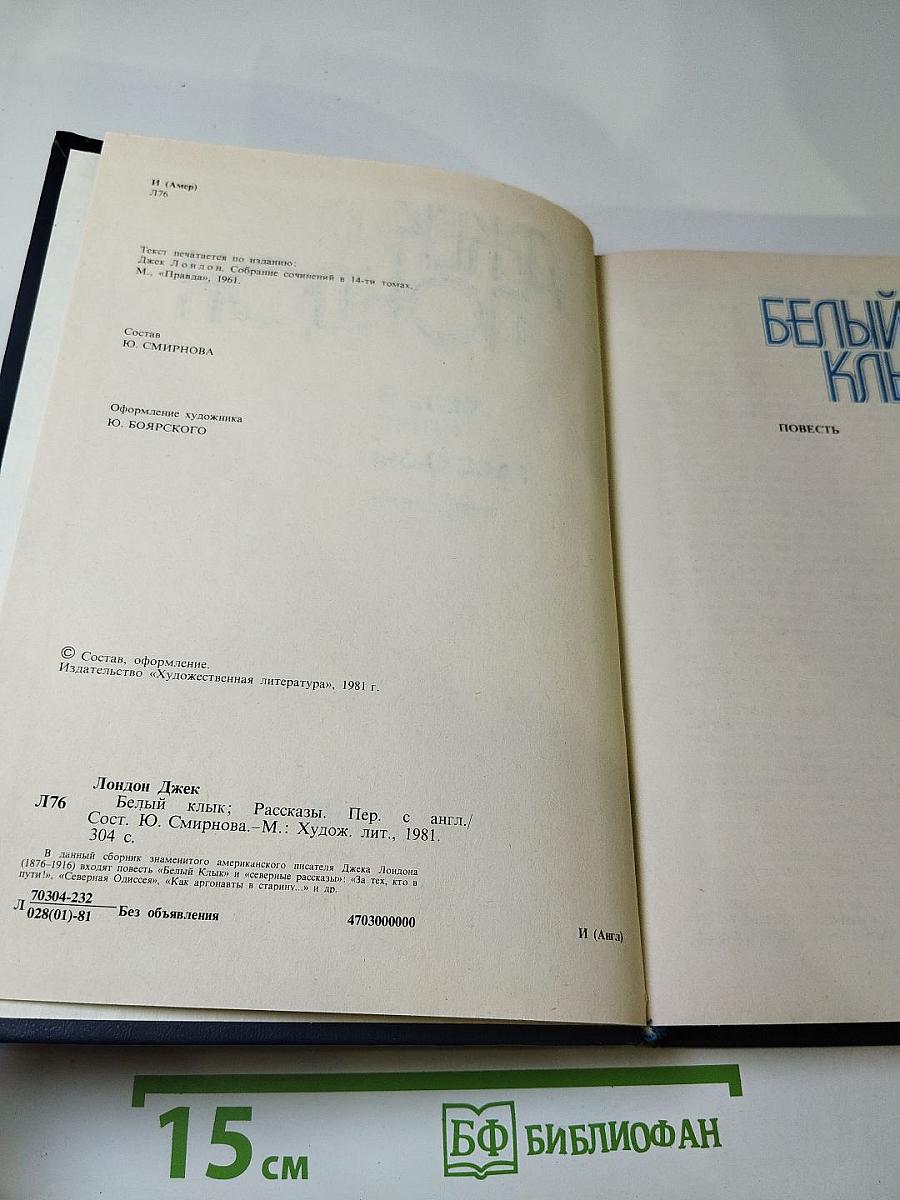 И (Амер)
Л76
Текст печатается по изданию:
Джек Лондон. Собрание сочинений в 14-ти томах.
М., «Правда», 1961.
Состав
Ю. СМИРНОВА
Оформление художника
Ю. БОЯРСКОГО
© Состав, оформление.
Издательство «Художественная литература», 1981 г.
Лондон Джек
Л76 Белый клык; Рассказы. Пер. с англ./
Сост. Ю. Смирнова.–М.: Худож. лит., 1981.
304 с.
В данный сборник знаменитого американского писателя Джека Лондона
(1876–1916) входят повесть «Белый Клык» и «северные рассказы»: «За тех, кто в
пути!», «Северная Одиссея», «Как аргонавты в старину...» и др.
Л 70304-232
028(01)-81 Без объявления 4703000000
И (Англ)
БЕЛЫЙ
КЛЫ
ПОВЕСТЬ
15 см
БФ БИБЛИОФАН